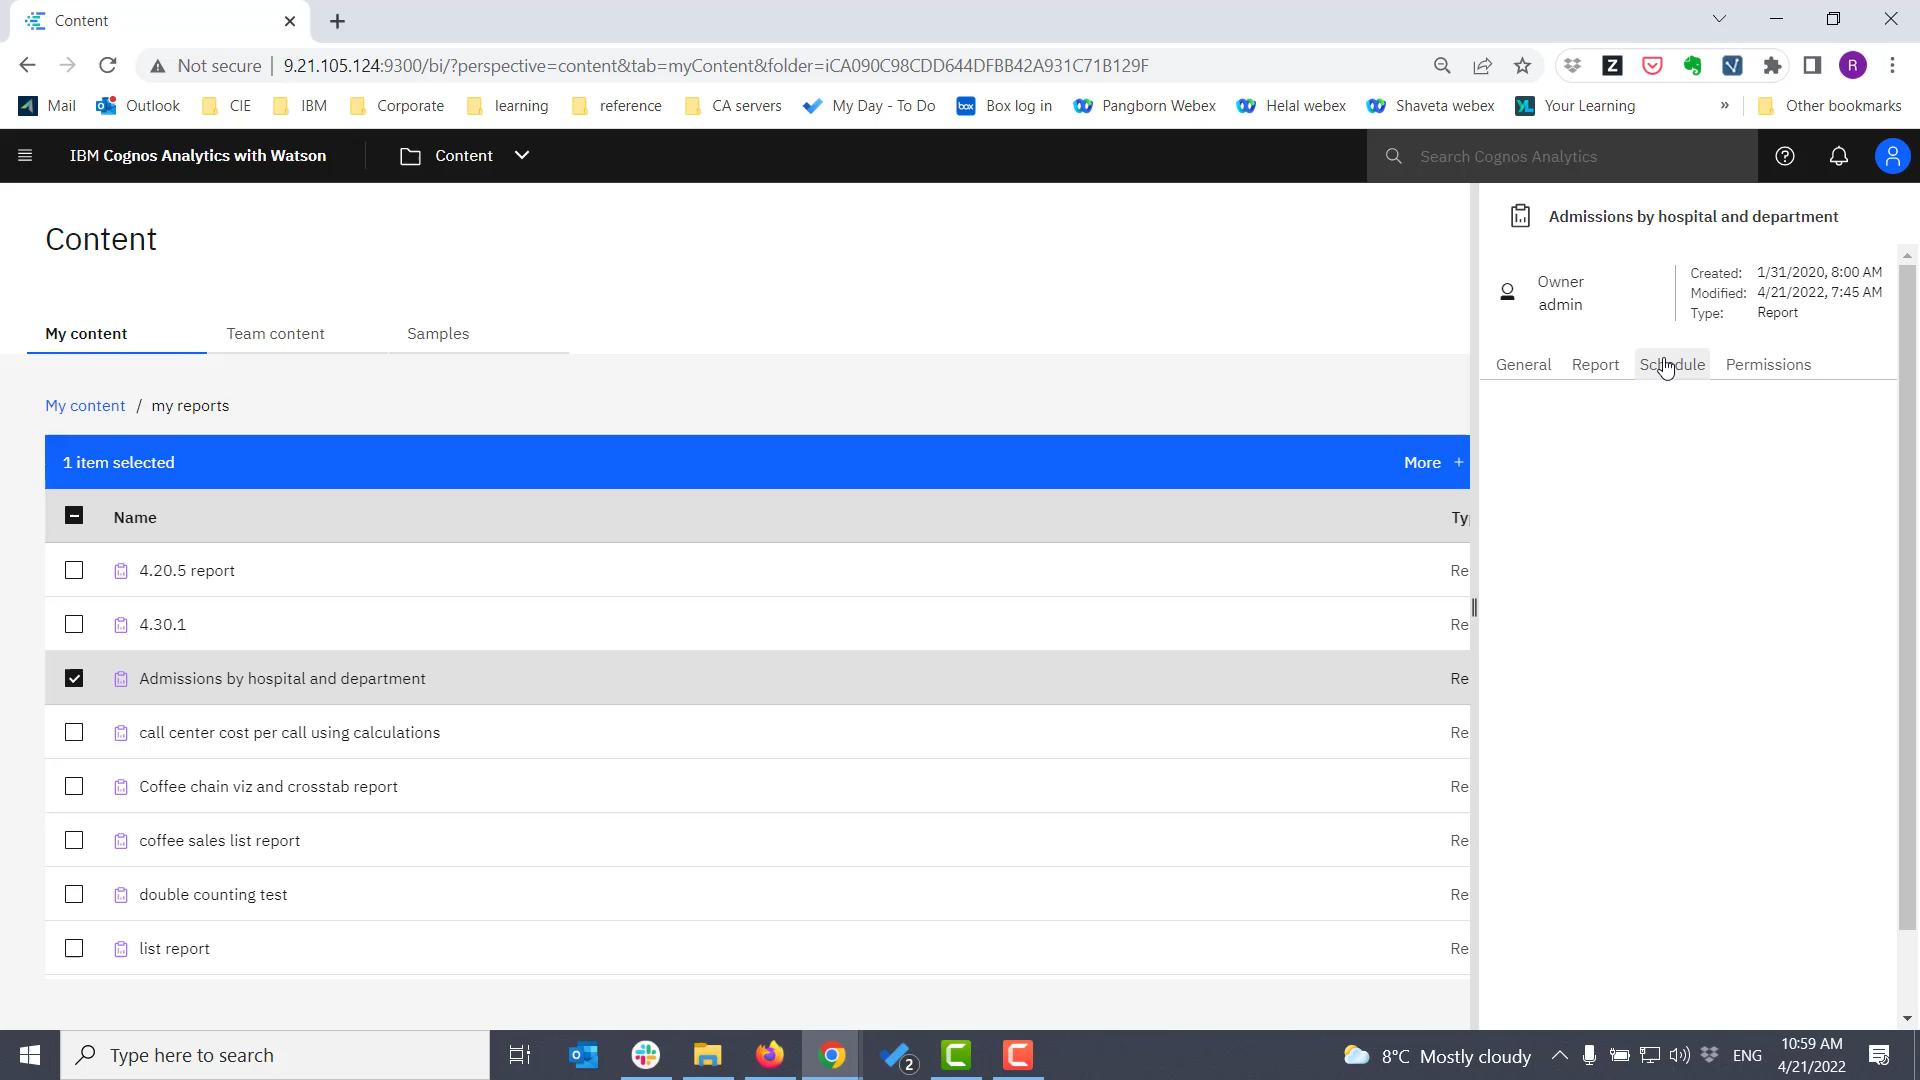 Content
Not secure
9.21.105.124:9300/bi/?perspective=content&tab=myContent&folder=iCA090C98CDD644DFBB42A931C71B129F
R
Mail
Outlook
CIE
IBM
Corporate
learning
reference
CA servers
My Day - To Do
box
Box log in
Pangborn Webex
Helal webex
Shaveta webex
YL
Your Learning
»
Other bookmarks
IBM Cognos Analytics with Watson
Content
Search Cognos Analytics
Content
My content
Team content
Samples
My content / my reports
1 item selected
More +
Name
Ty
4.20.5 report
Re
4.30.1
Re
Admissions by hospital and department
Re
call center cost per call using calculations
Re
Coffee chain viz and crosstab report
Re
coffee sales list report
Re
double counting test
Re
list report
Re
Admissions by hospital and department
Owner
admin
Created: 1/31/2020, 8:00 AM
Modified: 4/21/2022, 7:45 AM
Type: Report
General
Report
Schedule
Permissions
Type here to search
2
8°C Mostly cloudy
ENG
10:59 AM
4/21/2022